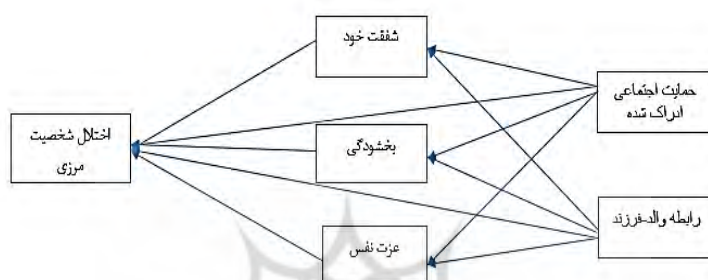 شفقت خود
حمایت اجتماعی
ادراک شده
اختلال شخصیت
مرزی
بخشودگی
رابطه والد-فرزند
عزت نفس